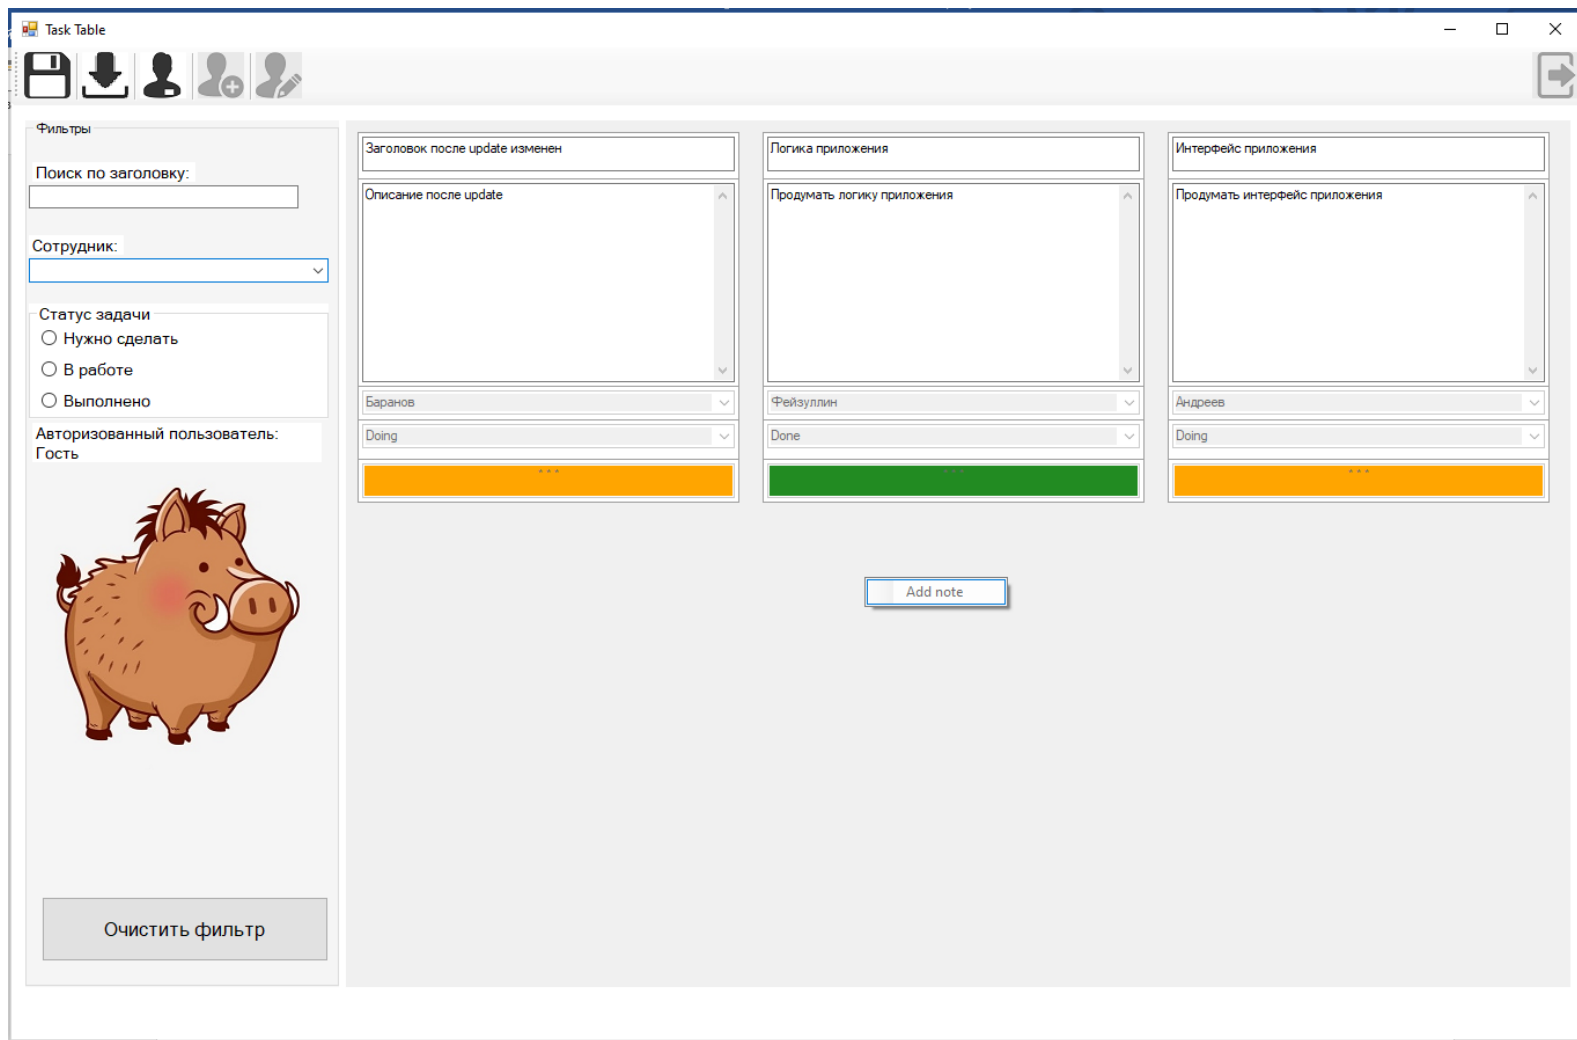 Task Table
Фильтры
Поиск по заголовку:
Сотрудник:
Статус задачи
Нужно сделать
В работе
Выполнено
Авторизованный пользователь:
Гость
Очистить фильтр
Заголовок после update изменен
Описание после update
Баранов
Doing
...
Логика приложения
Продумать логику приложения
Фейзуллин
Done
...
Интерфейс приложения
Продумать интерфейс приложения
Андреев
Doing
...
Add note